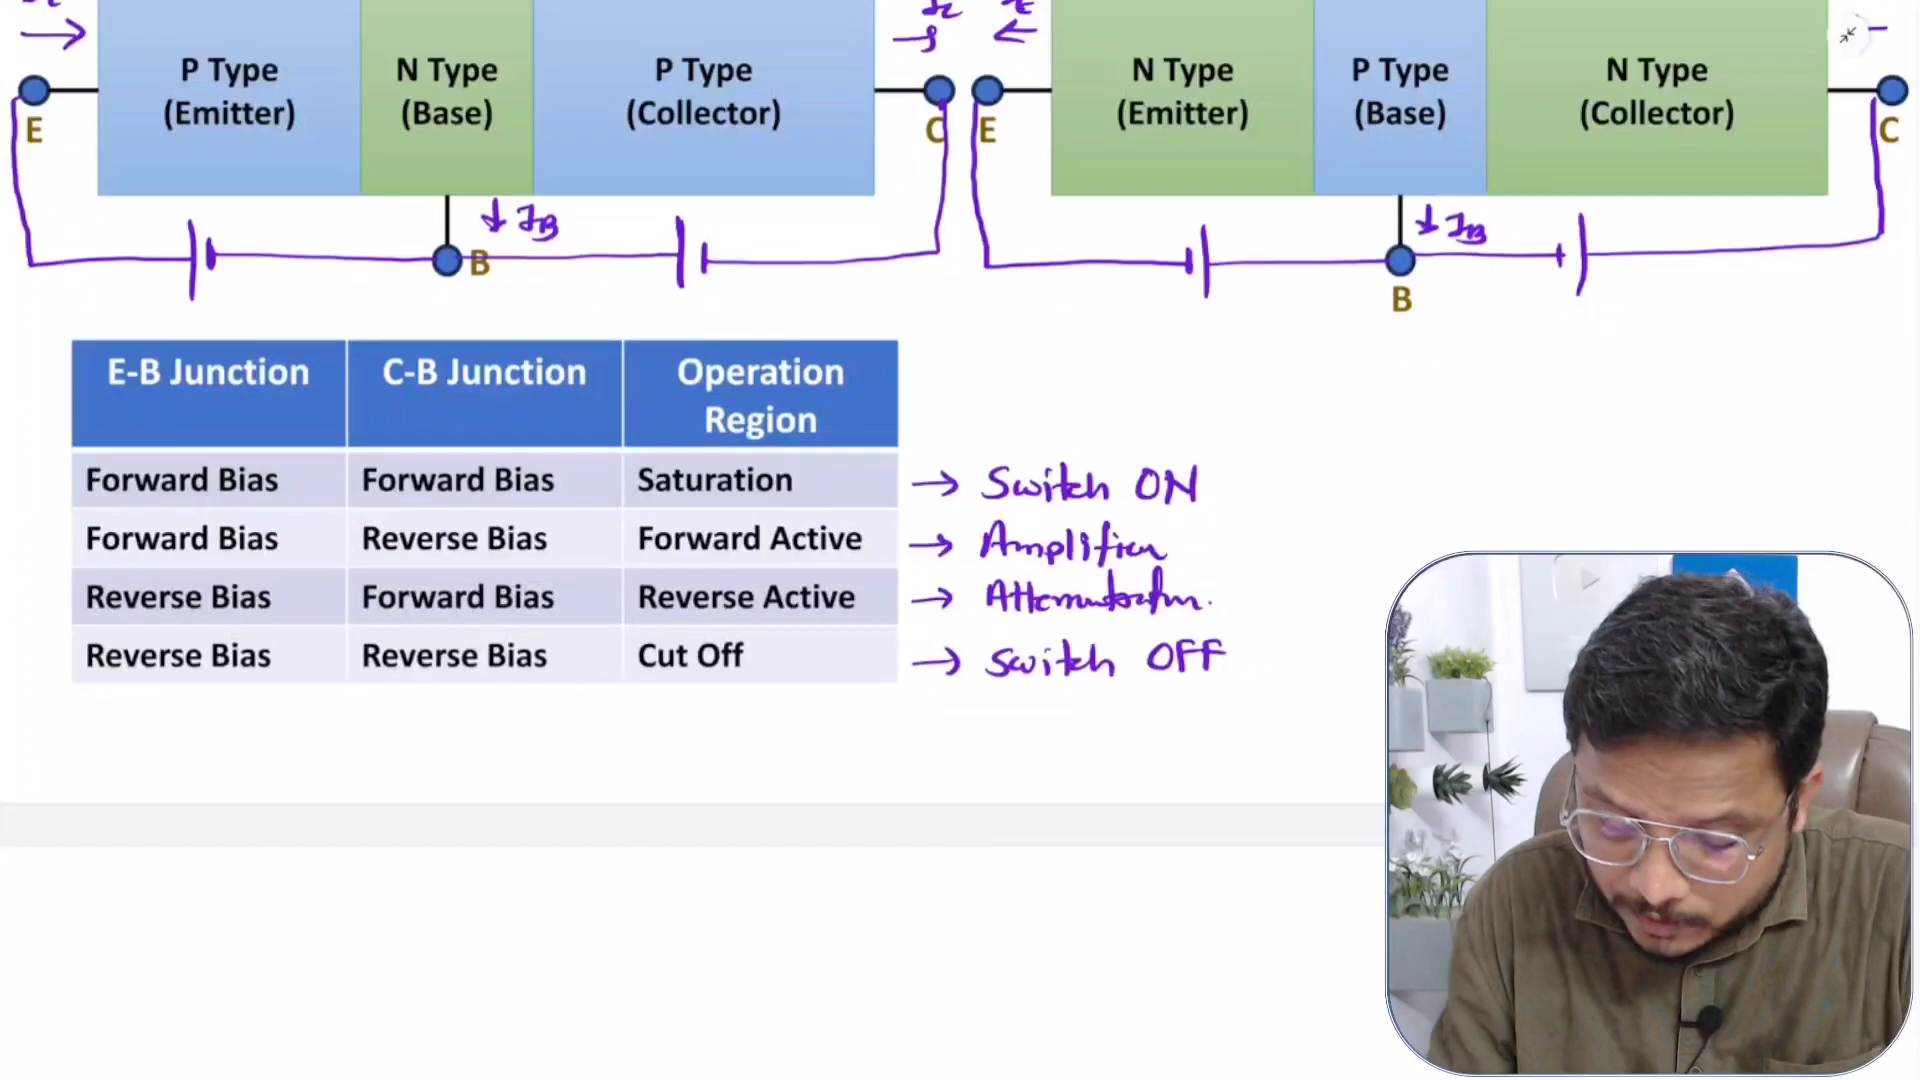 P Type
(Emitter)
N Type
(Base)
P Type
(Collector)
N Type
(Emitter)
P Type
(Base)
N Type
(Collector)
E
C
E
C
↓ IB
↓ IB
B
B
E-B Junction
C-B Junction
Operation
Region
Forward Bias
Forward Bias
Saturation
→ Switch ON
Forward Bias
Reverse Bias
Forward Active
→ Amplifier
Reverse Bias
Forward Bias
Reverse Active
→
Reverse Bias
Reverse Bias
Cut Off
→ Switch OFF